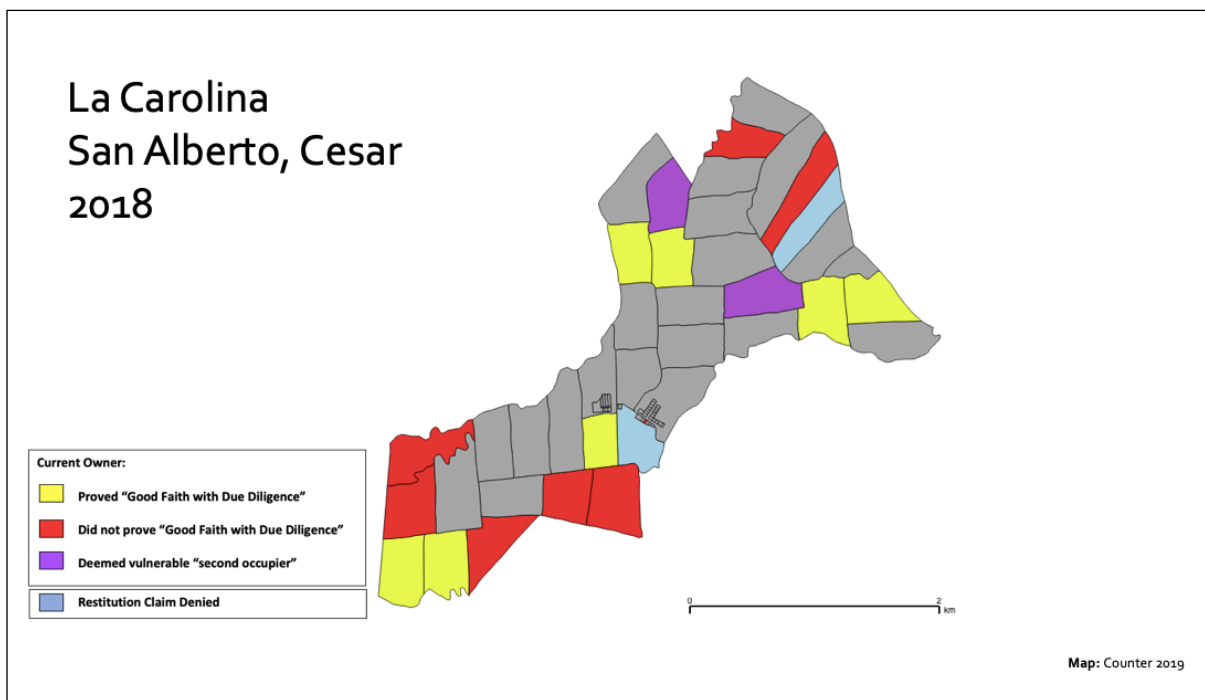 La Carolina
San Alberto, Cesar
2018
Current Owner:
Proved “Good Faith with Due Diligence”
Did not prove “Good Faith with Due Diligence”
Deemed vulnerable “second occupier”
Restitution Claim Denied
0 2
km
Map: Counter 2019